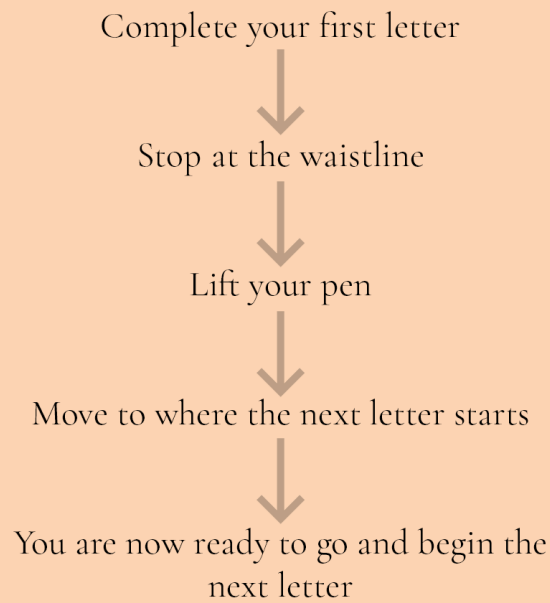 Complete your first letter
Stop at the waistline
Lift your pen
Move to where the next letter starts
You are now ready to go and begin the
next letter